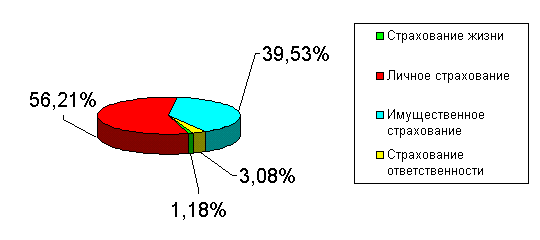 39,53%
56,21%
3,08%
1,18%
Страхование жизни
Личное страхование
Имущественное
страхование
Страхование
ответственности